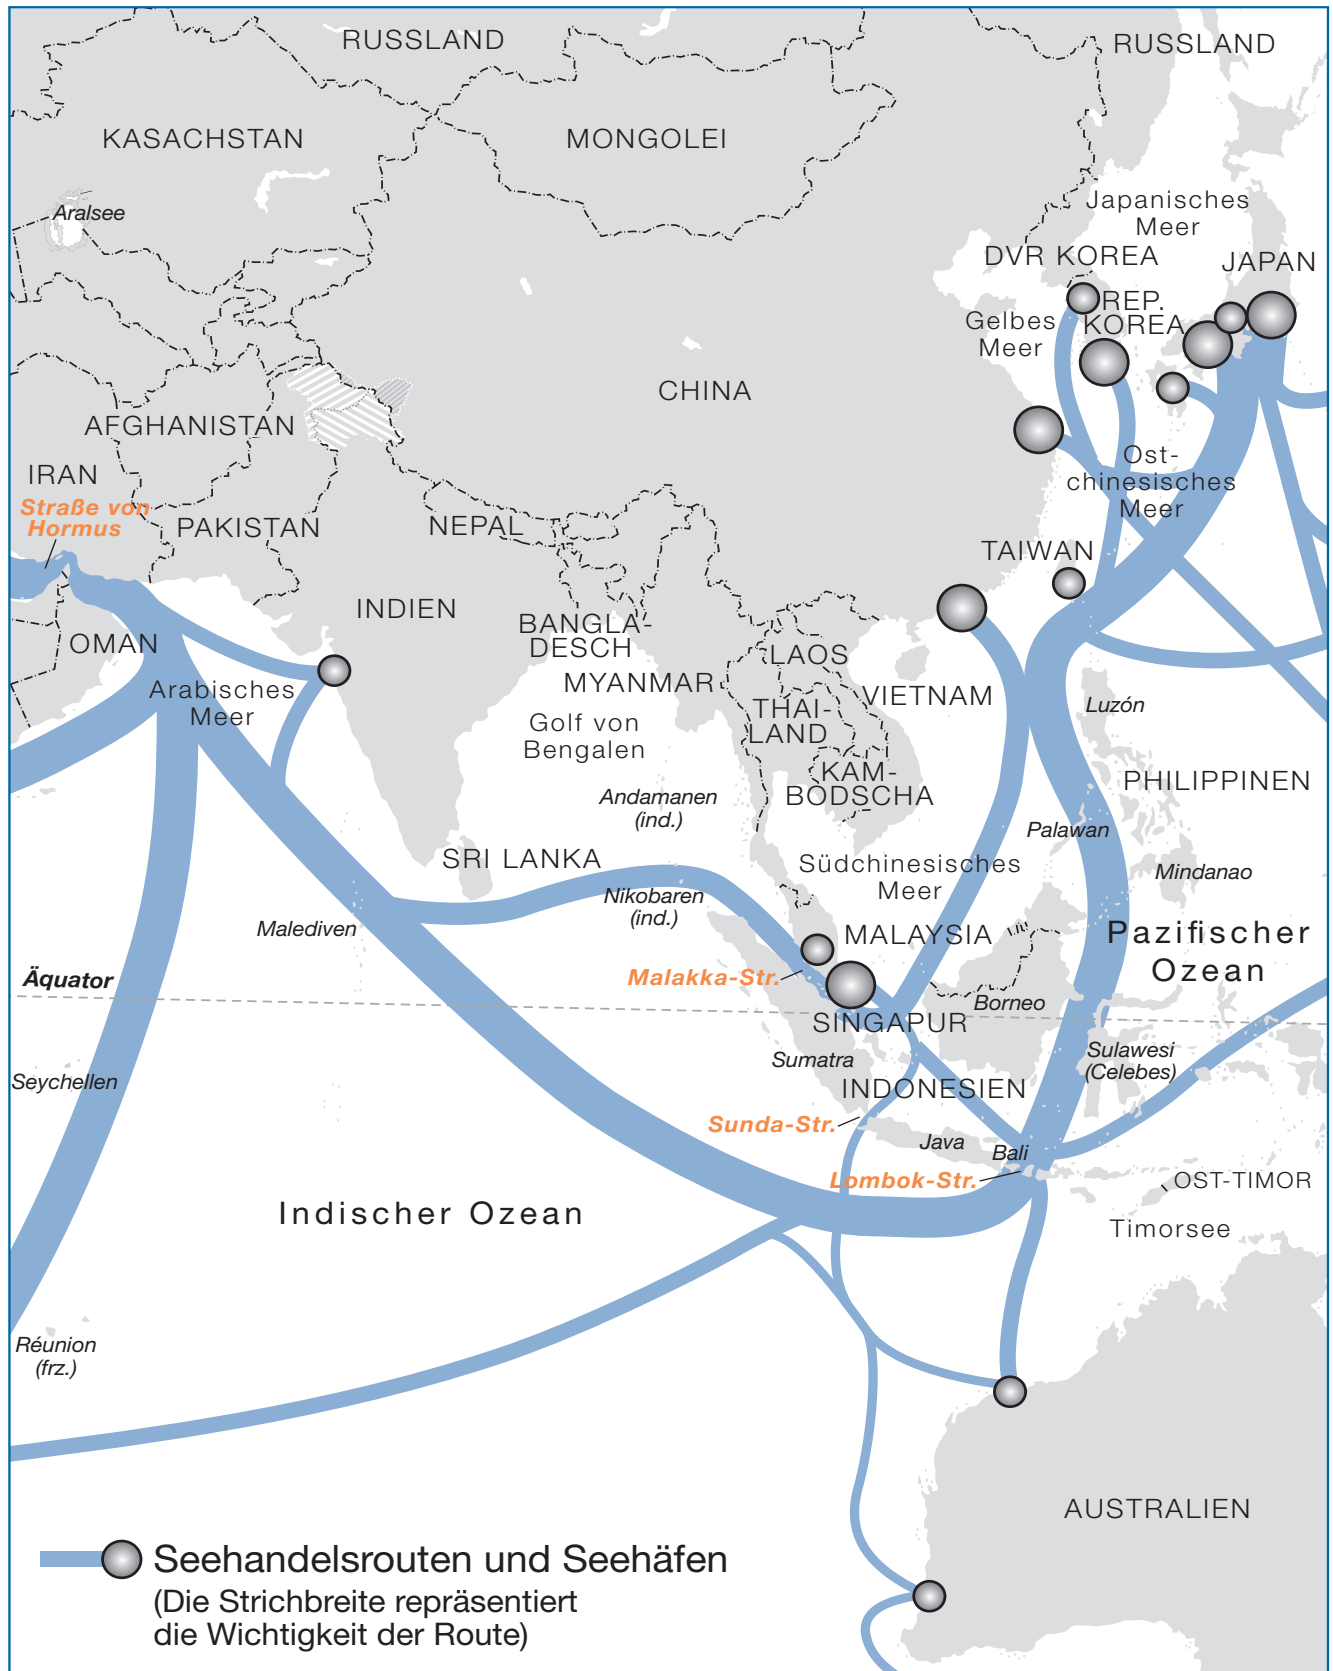 RUSSLAND
RUSSLAND
KASACHSTAN
MONGOLEI
Aralsee
Japanisches
Meer
DVR KOREA
JAPAN
REP.
KOREA
Gelbes
Meer
CHINA
AFGHANISTAN
IRAN
Straße von
Hormus
PAKISTAN
NEPAL
Ost-
chinesisches
Meer
TAIWAN
INDIEN
BANGLA-
DESCH
OMAN
LAOS
MYANMAR
VIETNAM
Arabisches
Meer
Golf von
Bengalen
THAI-
LAND
Luzón
KAM-
BODSCHA
PHILIPPINEN
Andamanen
(ind.)
Palawan
SRI LANKA
Südchinesisches
Meer
Mindanao
Nikobaren
(ind.)
Malediven
MALAYSIA
Pazifischer
Ozean
Äquator
Malakka-Str.
Borneo
SINGAPUR
Sumatra
Sulawesi
(Celebes)
Seychellen
INDONESIEN
Sunda-Str.
Java
Bali
Lombok-Str.
OST-TIMOR
Indischer Ozean
Timorsee
Réunion
(frz.)
AUSTRALIEN
Seehandelsrouten und Seehäfen
(Die Strichbreite repräsentiert
die Wichtigkeit der Route)